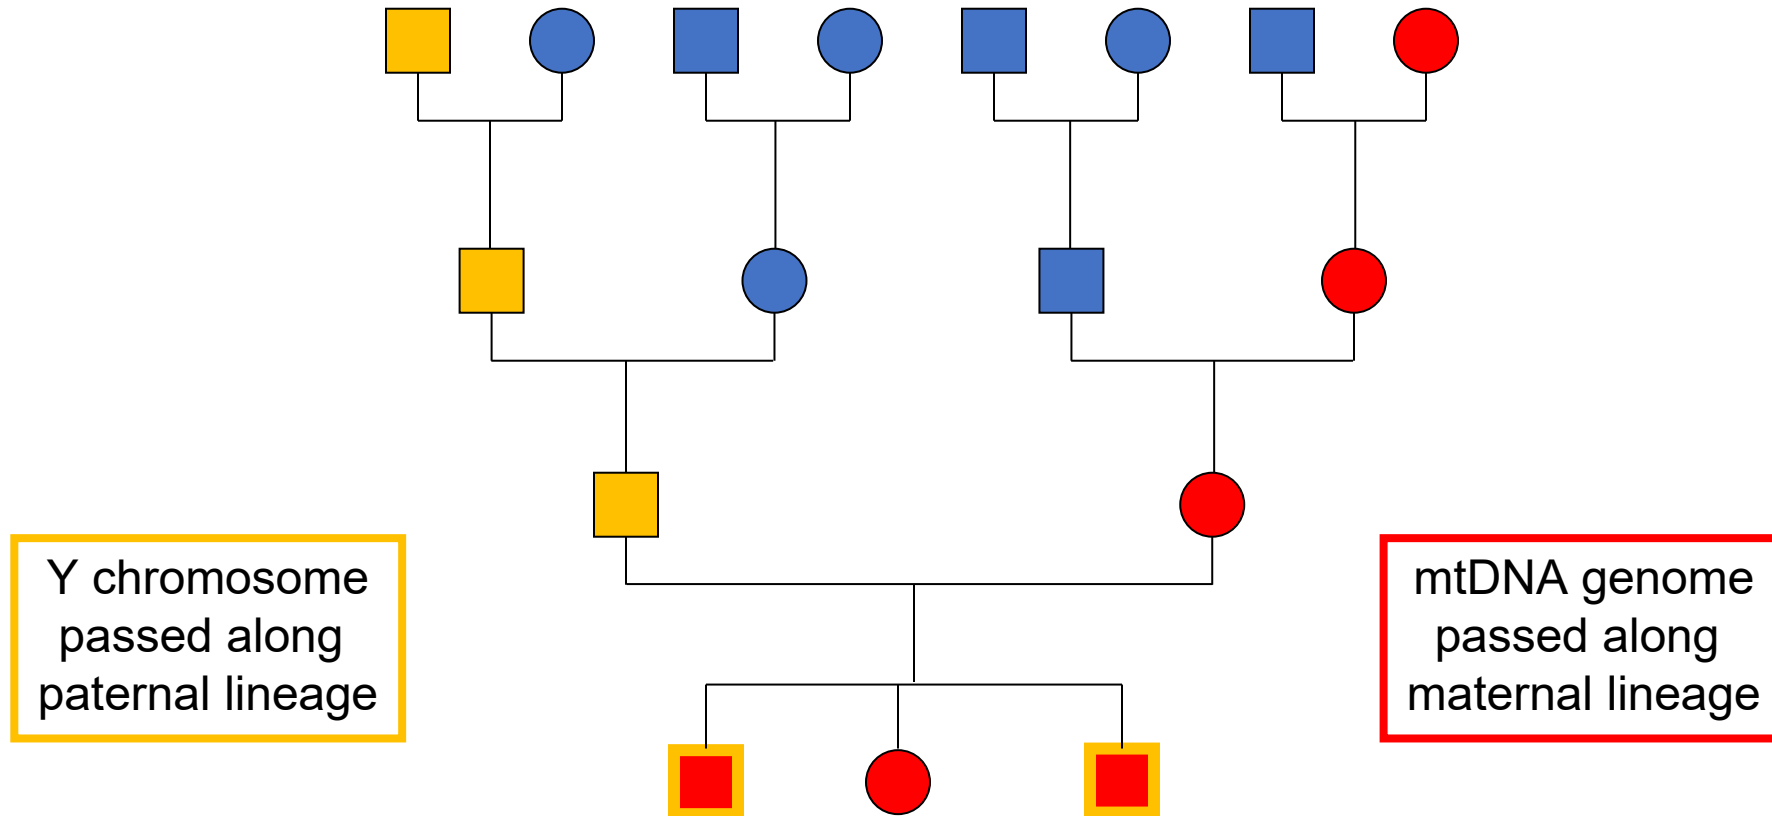 Y chromosome
passed along
paternal lineage
mtDNA genome
passed along
maternal lineage